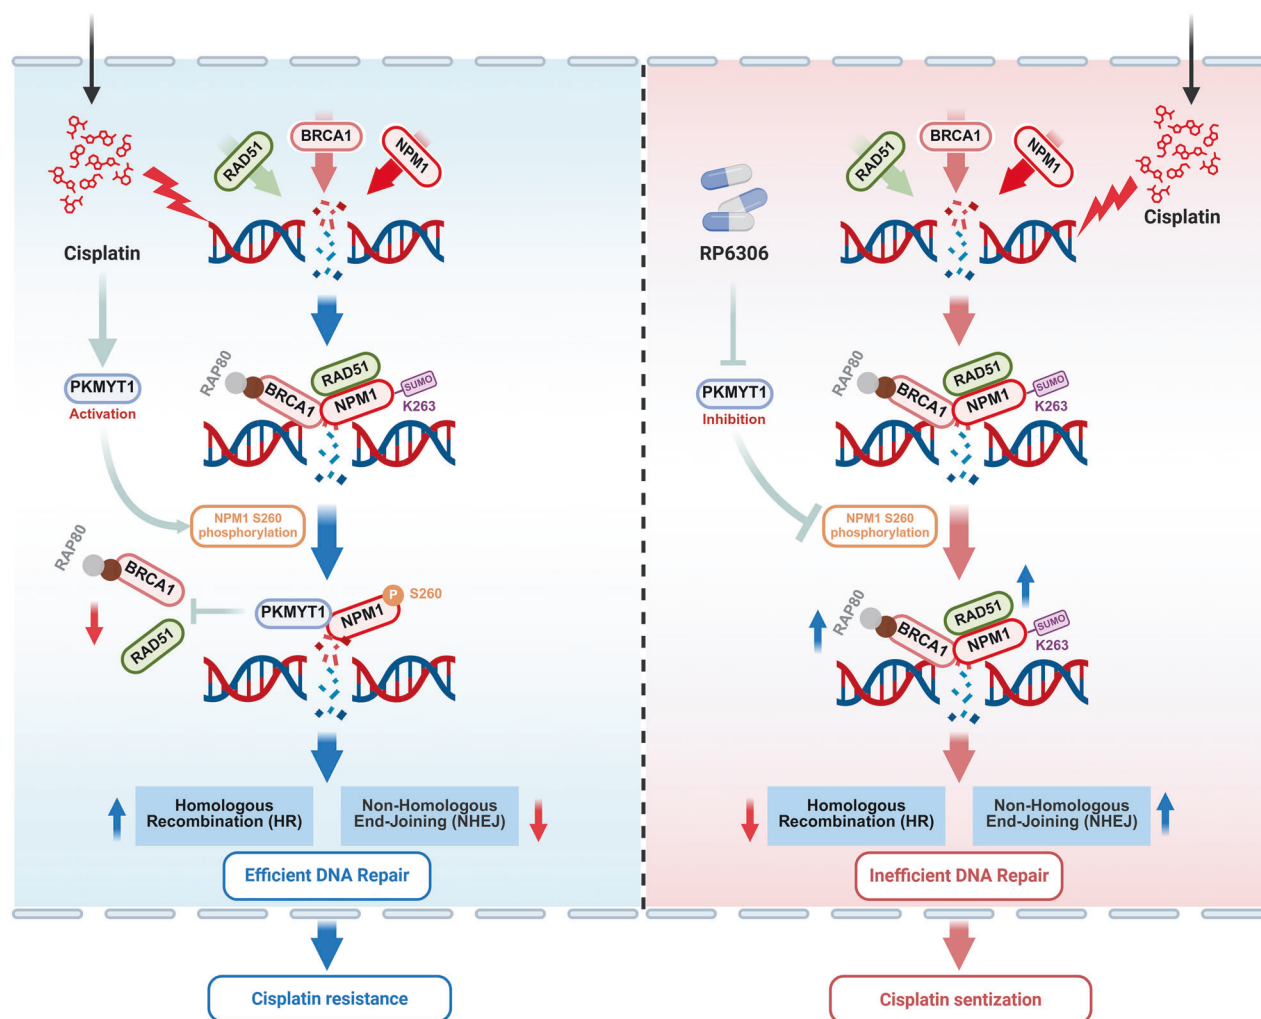 RAD51
BRCA1
NPM1
Cisplatin
RAP80
BRCA1
RAD51
NPM1
SUMO
K263
PKMYT1
Activation
NPM1 S260
phosphorylation
RAP80
BRCA1
RAD51
PKMYT1
NPM1
P
S260
Homologous
Recombination (HR)
Non-Homologous
End-Joining (NHEJ)
Efficient DNA Repair
Cisplatin resistance
RP6306
RAD51
BRCA1
NPM1
Cisplatin
PKMYT1
Inhibition
RAP80
BRCA1
RAD51
NPM1
SUMO
K263
NPM1 S260
phosphorylation
RAP80
BRCA1
RAD51
NPM1
SUMO
K263
Homologous
Recombination (HR)
Non-Homologous
End-Joining (NHEJ)
Inefficient DNA Repair
Cisplatin sentization